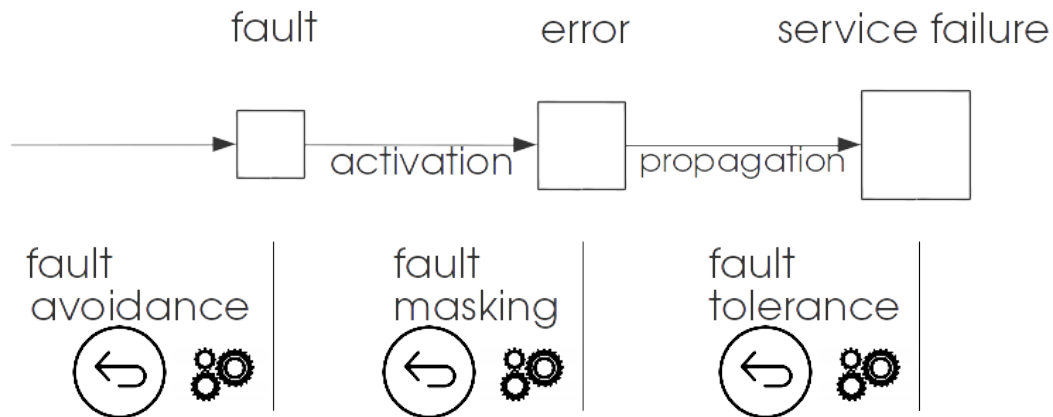 fault error service failure
activation propagation
fault fault fault
avoidance masking tolerance